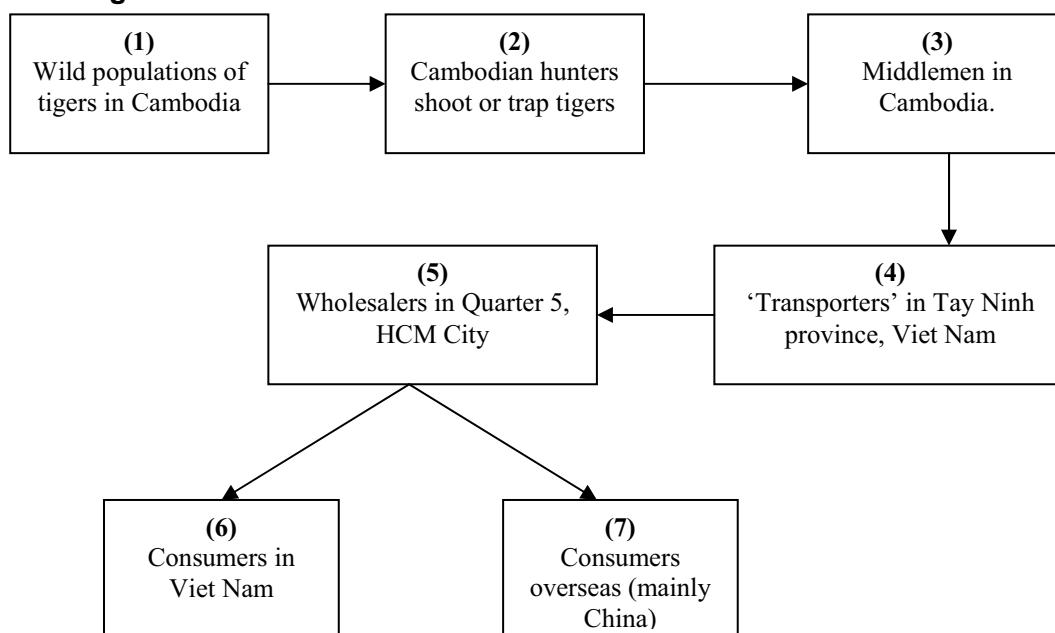 (1)
Wild populations of
tigers in Cambodia
(2)
Cambodian hunters
shoot or trap tigers
(3)
Middlemen in
Cambodia.
(4)
‘Transporters’ in Tay Ninh
province, Viet Nam
(5)
Wholesalers in Quarter 5,
HCM City
(6)
Consumers in
Viet Nam
(7)
Consumers
overseas (mainly
China)